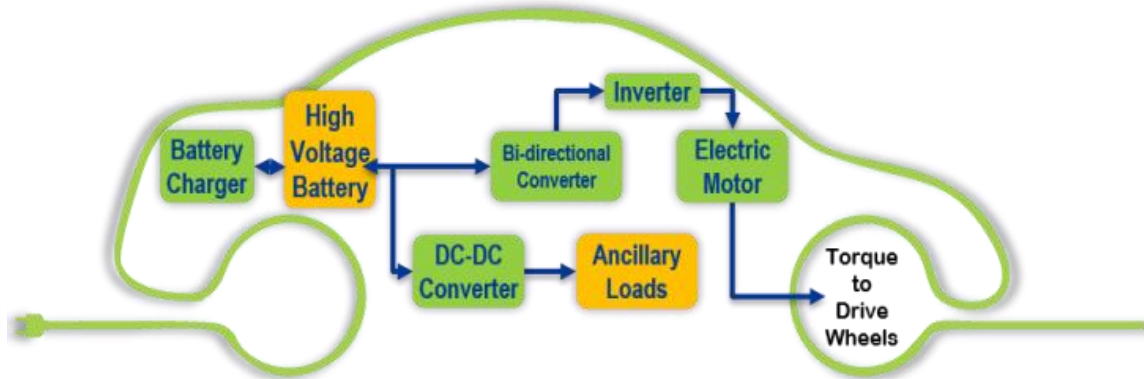 Battery
Charger
High
Voltage
Battery
Bi-directional
Converter
Inverter
Electric
Motor
DC-DC
Converter
Ancillary
Loads
Torque
to
Drive
Wheels